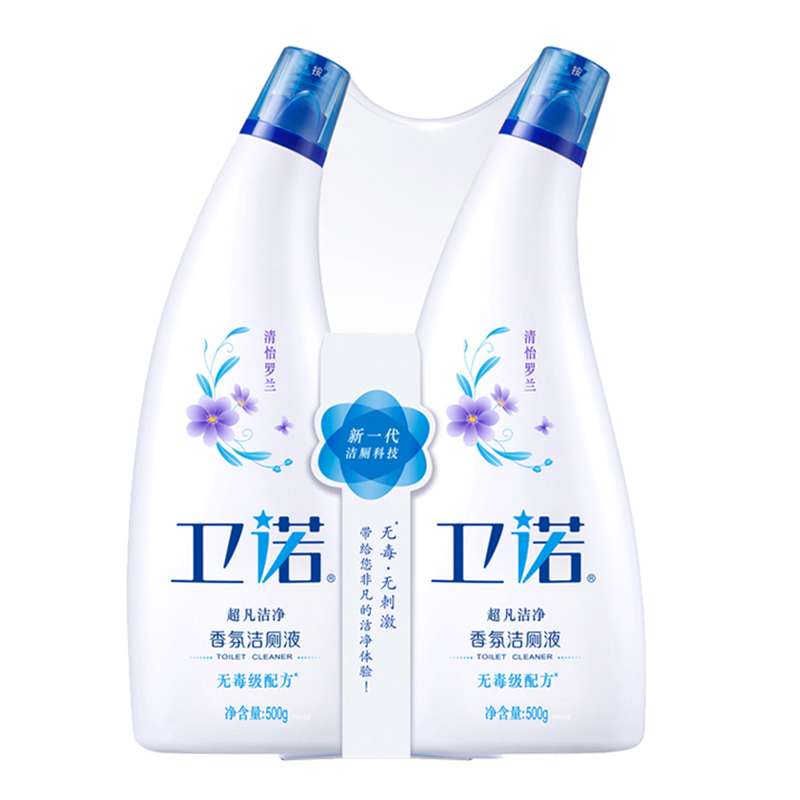 按
清怡罗兰
卫诺®
超凡洁净
香氛洁厕液
TOILET CLEANER
无毒级配方*
净含量:500g
新一代
洁厕科技
*无毒·无刺激
带给您非凡的洁净体验！
按
清怡罗兰
卫诺®
超凡洁净
香氛洁厕液
TOILET CLEANER
无毒级配方*
净含量:500g